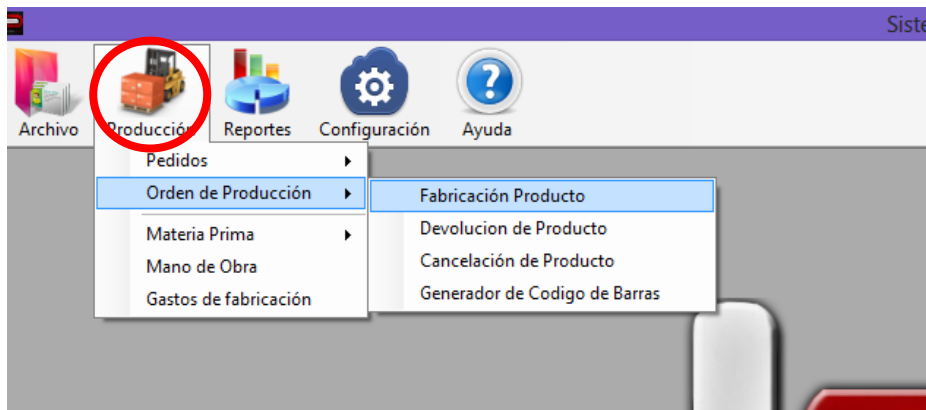 Siste
Archivo
Producción
Reportes
Configuración
Ayuda
Pedidos
Orden de Producción
Materia Prima
Mano de Obra
Gastos de fabricación
Fabricación Producto
Devolucion de Producto
Cancelación de Producto
Generador de Codigo de Barras